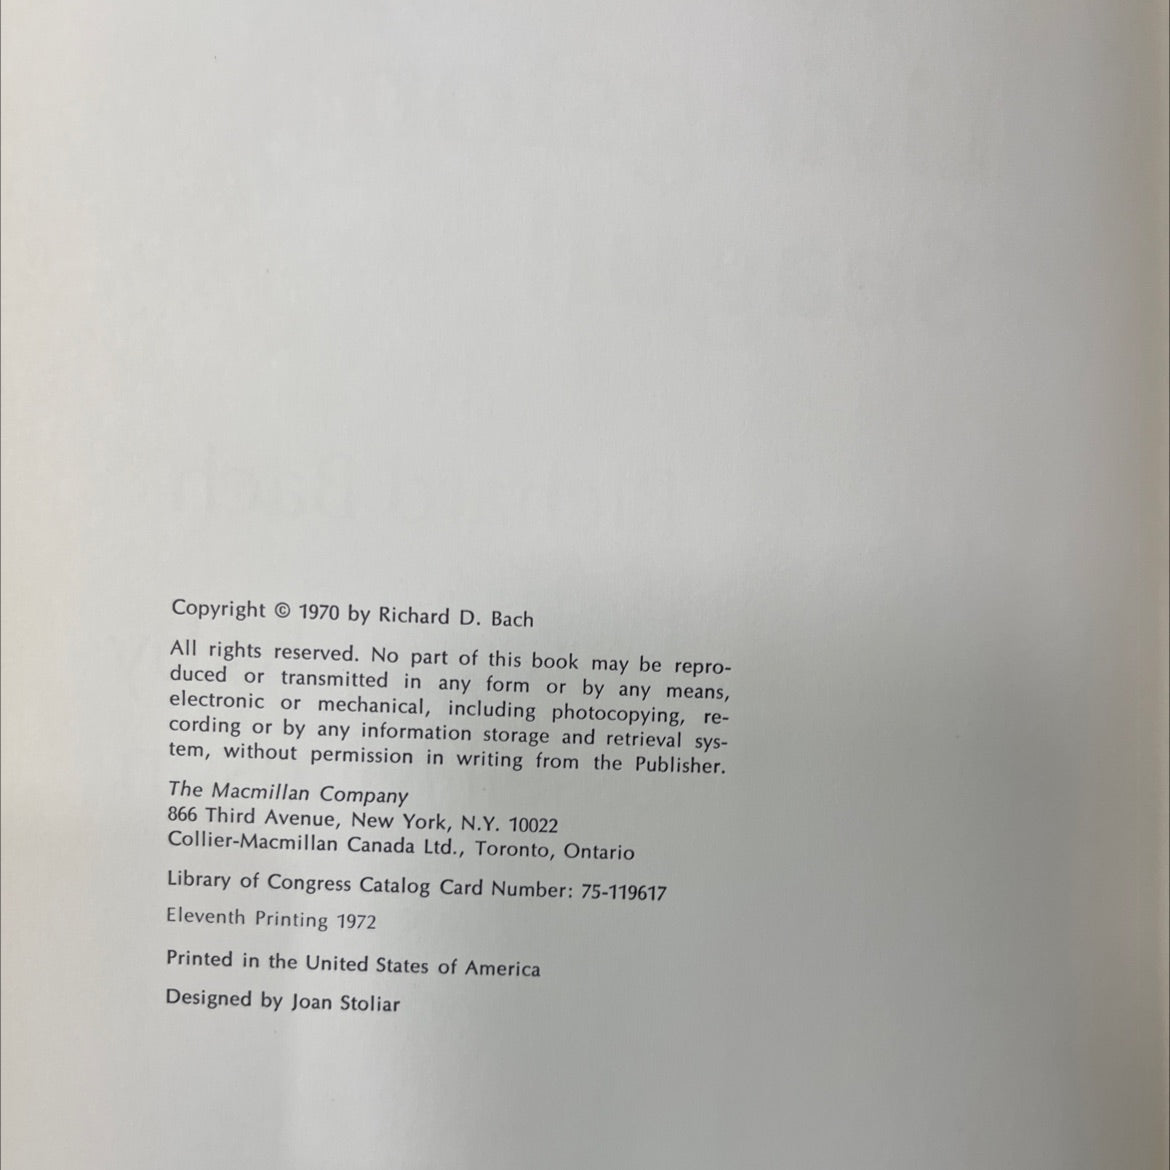 Copyright © 1970 by Richard D. Bach
All rights reserved. No part of this book may be repro-
duced or transmitted in any form or by any means,
electronic or mechanical, including photocopying, re-
cording or by any information storage and retrieval sys-
tem, without permission in writing from the Publisher.
The Macmillan Company
866 Third Avenue, New York, N.Y. 10022
Collier-Macmillan Canada Ltd., Toronto, Ontario
Library of Congress Catalog Card Number: 75-119617
Eleventh Printing 1972
Printed in the United States of America
Designed by Joan Stoliar